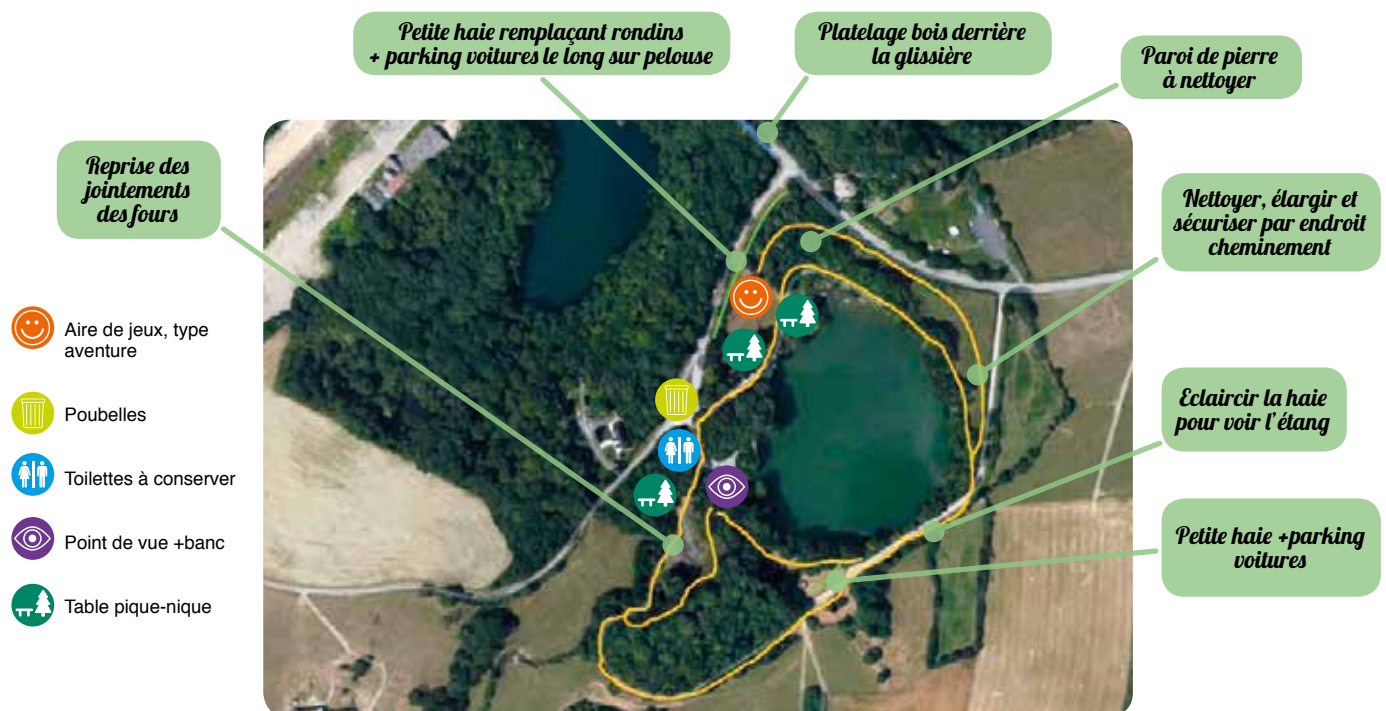 Petite haie remplaçant rondins
+ parking voitures le long sur pelouse
Platelage bois derrière
la glissière
Paroi de pierre
à nettoyer
Reprise des
jointements
des fours
Nettoyer, élargir et
sécuriser par endroit
cheminement
Eclaircir la haie
pour voir l'étang
Petite haie +parking
voitures
Aire de jeux, type
aventure
Poubelles
Toilettes à conserver
Point de vue +banc
Table pique-nique